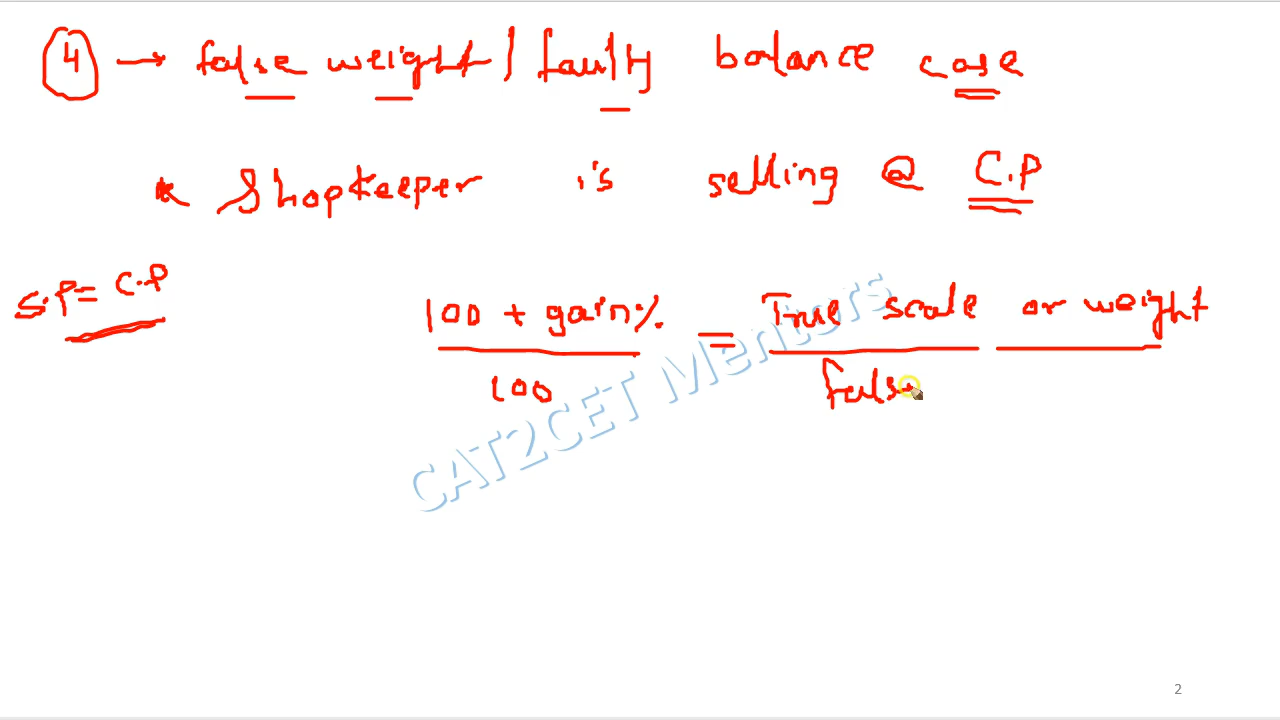 4 → false weight / faulty balance case
* Shopkeeper is selling @ C.P
S.P = C.P
100 + gain% = True scale or weight
100 false
CAT2CET Mentors
2